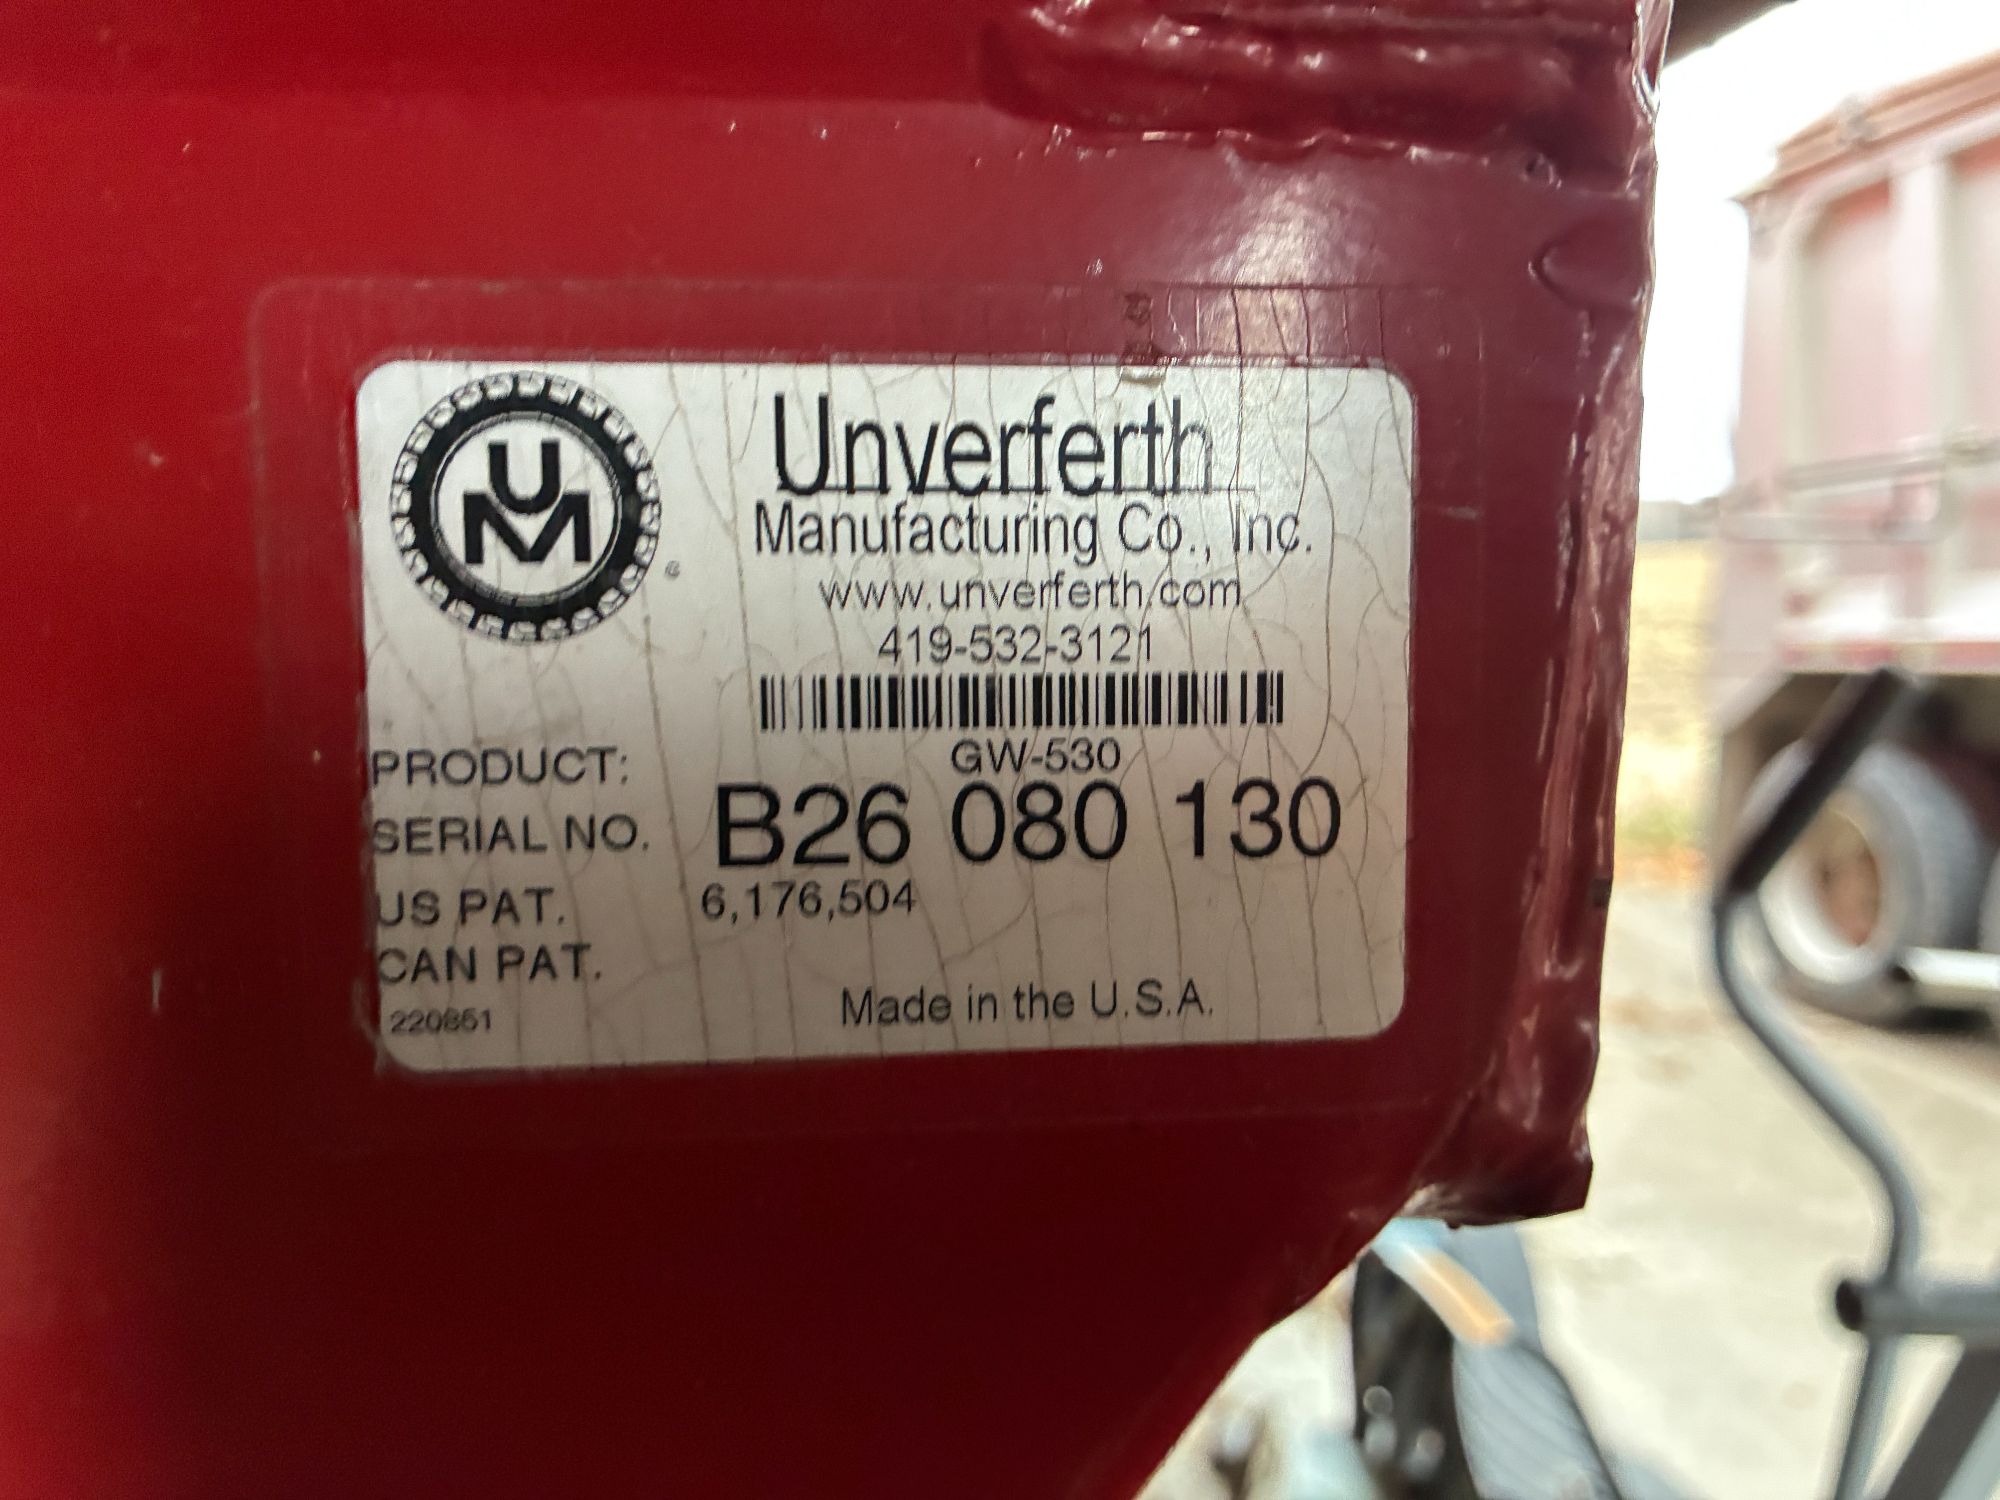 UM
Unverferth
Manufacturing Co., Inc.
www.unverferth.com
419-532-3121
PRODUCT: GW-530
SERIAL NO. B26 080 130
US PAT. 6,176,504
CAN PAT.
220851 Made in the U.S.A.